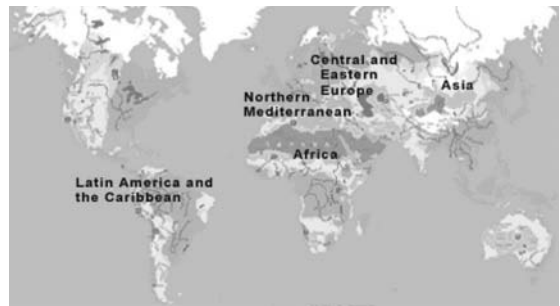 Central and
Eastern
Europe
Asia
Northern
Mediterranean
Africa
Latin America and
the Caribbean